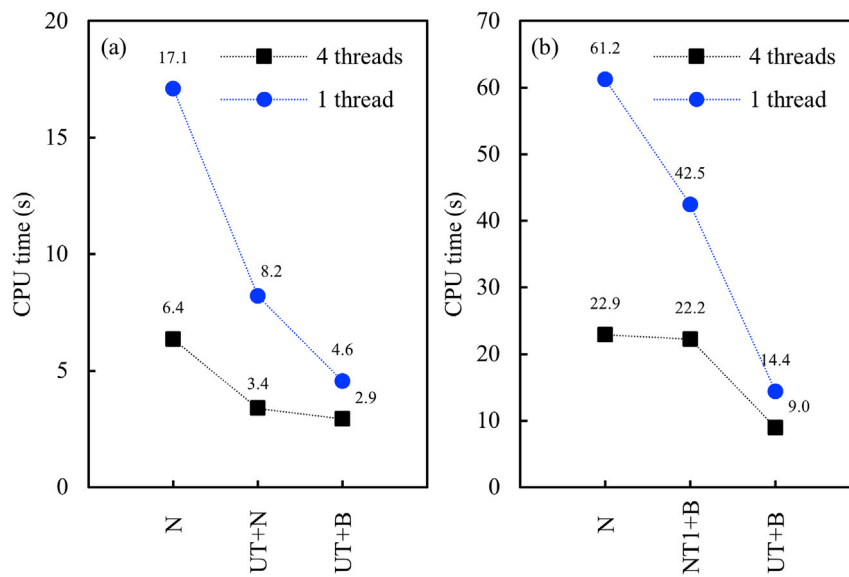 20
15
10
5
0
CPU time (s)
(a)
4 threads
1 thread
17.1
8.2
4.6
6.4
3.4
2.9
N
UT+N
UT+B
70
60
50
40
30
20
10
0
CPU time (s)
(b)
4 threads
1 thread
61.2
42.5
14.4
22.9
22.2
9.0
N
NT1+B
UT+B